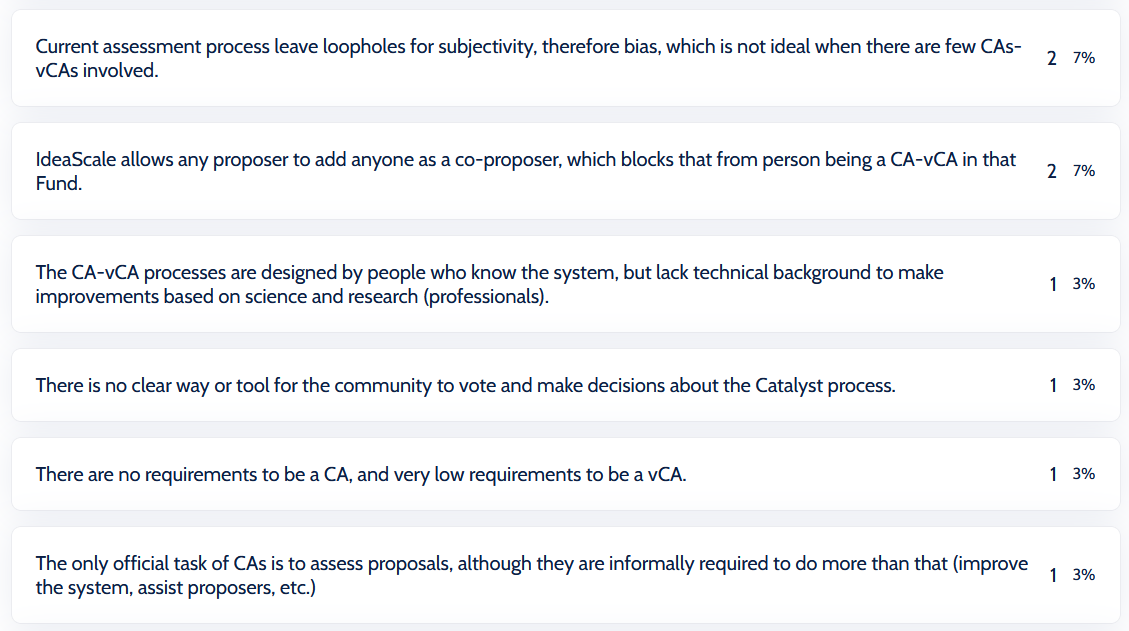 Current assessment process leave loopholes for subjectivity, therefore bias, which is not ideal when there are few CAs-
vCAs involved.
2 7%
IdeaScale allows any proposer to add anyone as a co-proposer, which blocks that from person being a CA-vCA in that
Fund.
2 7%
The CA-vCA processes are designed by people who know the system, but lack technical background to make
improvements based on science and research (professionals).
1 3%
There is no clear way or tool for the community to vote and make decisions about the Catalyst process.
1 3%
There are no requirements to be a CA, and very low requirements to be a vCA.
1 3%
The only official task of CAs is to assess proposals, although they are informally required to do more than that (improve
the system, assist proposers, etc.)
1 3%